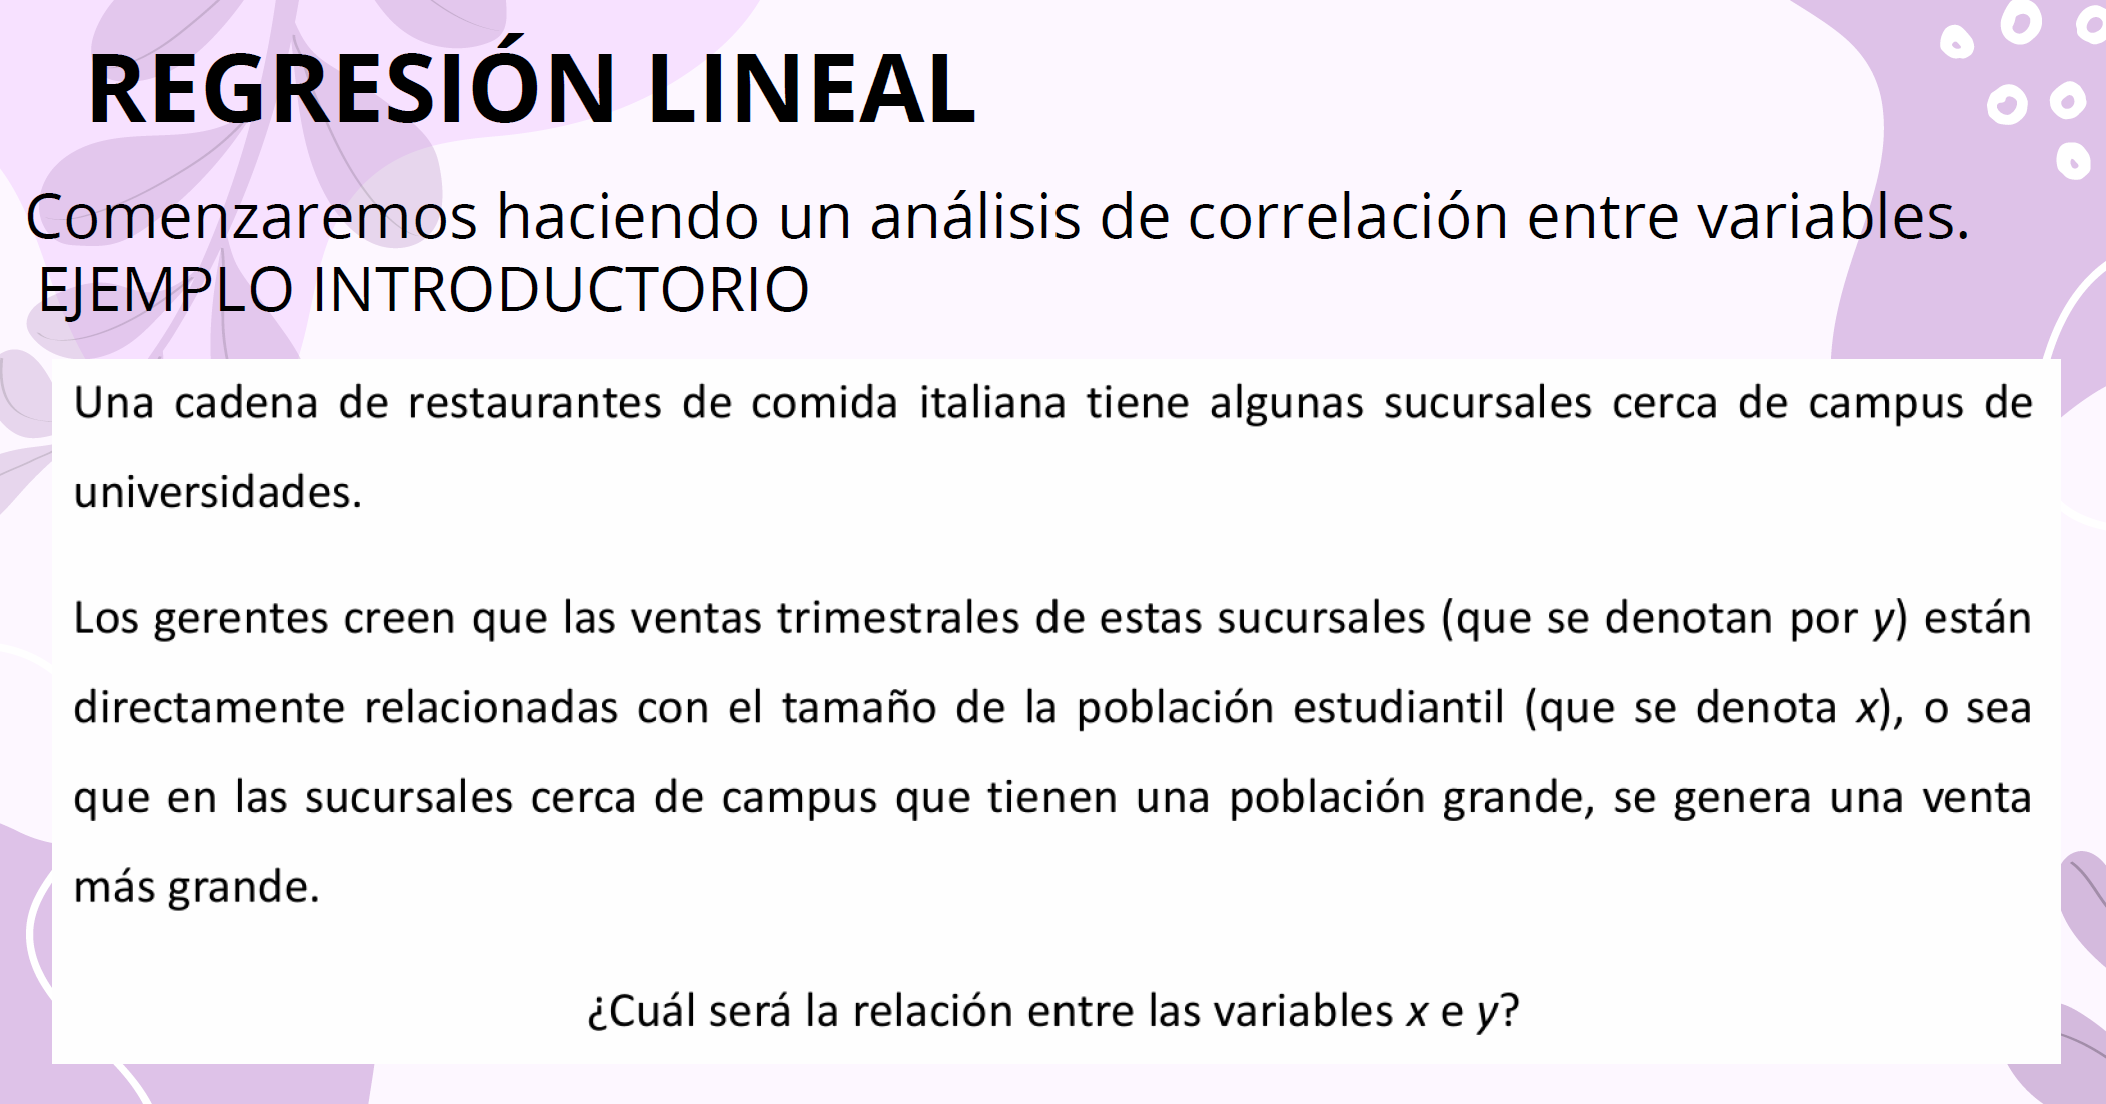 REGRESIÓN LINEAL
Comenzaremos haciendo un análisis de correlación entre variables.
EJEMPLO INTRODUCTORIO
Una cadena de restaurantes de comida italiana tiene algunas sucursales cerca de campus de
universidades.
Los gerentes creen que las ventas trimestrales de estas sucursales (que se denotan por y) están
directamente relacionadas con el tamaño de la población estudiantil (que se denota x), o sea
que en las sucursales cerca de campus que tienen una población grande, se genera una venta
más grande.
¿Cuál será la relación entre las variables x e y?